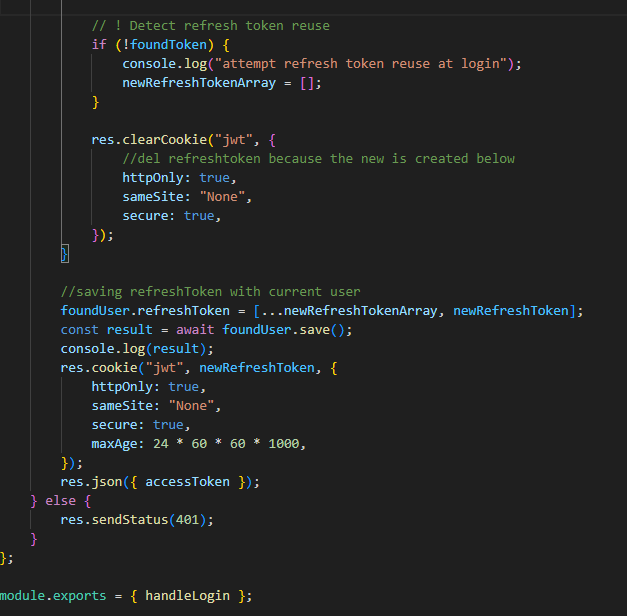 // ! Detect refresh token reuse
if (!foundToken) {
console.log("attempt refresh token reuse at login");
newRefreshTokenArray = [];
}
res.clearCookie("jwt", {
//del refreshtoken because the new is created below
httpOnly: true,
sameSite: "None",
secure: true,
});
}
//saving refreshToken with current user
foundUser.refreshToken = [...newRefreshTokenArray, newRefreshToken];
const result = await foundUser.save();
console.log(result);
res.cookie("jwt", newRefreshToken, {
httpOnly: true,
sameSite: "None",
secure: true,
maxAge: 24 * 60 * 60 * 1000,
});
res.json({ accessToken });
} else {
res.sendStatus(401);
}
};
module.exports = { handleLogin };